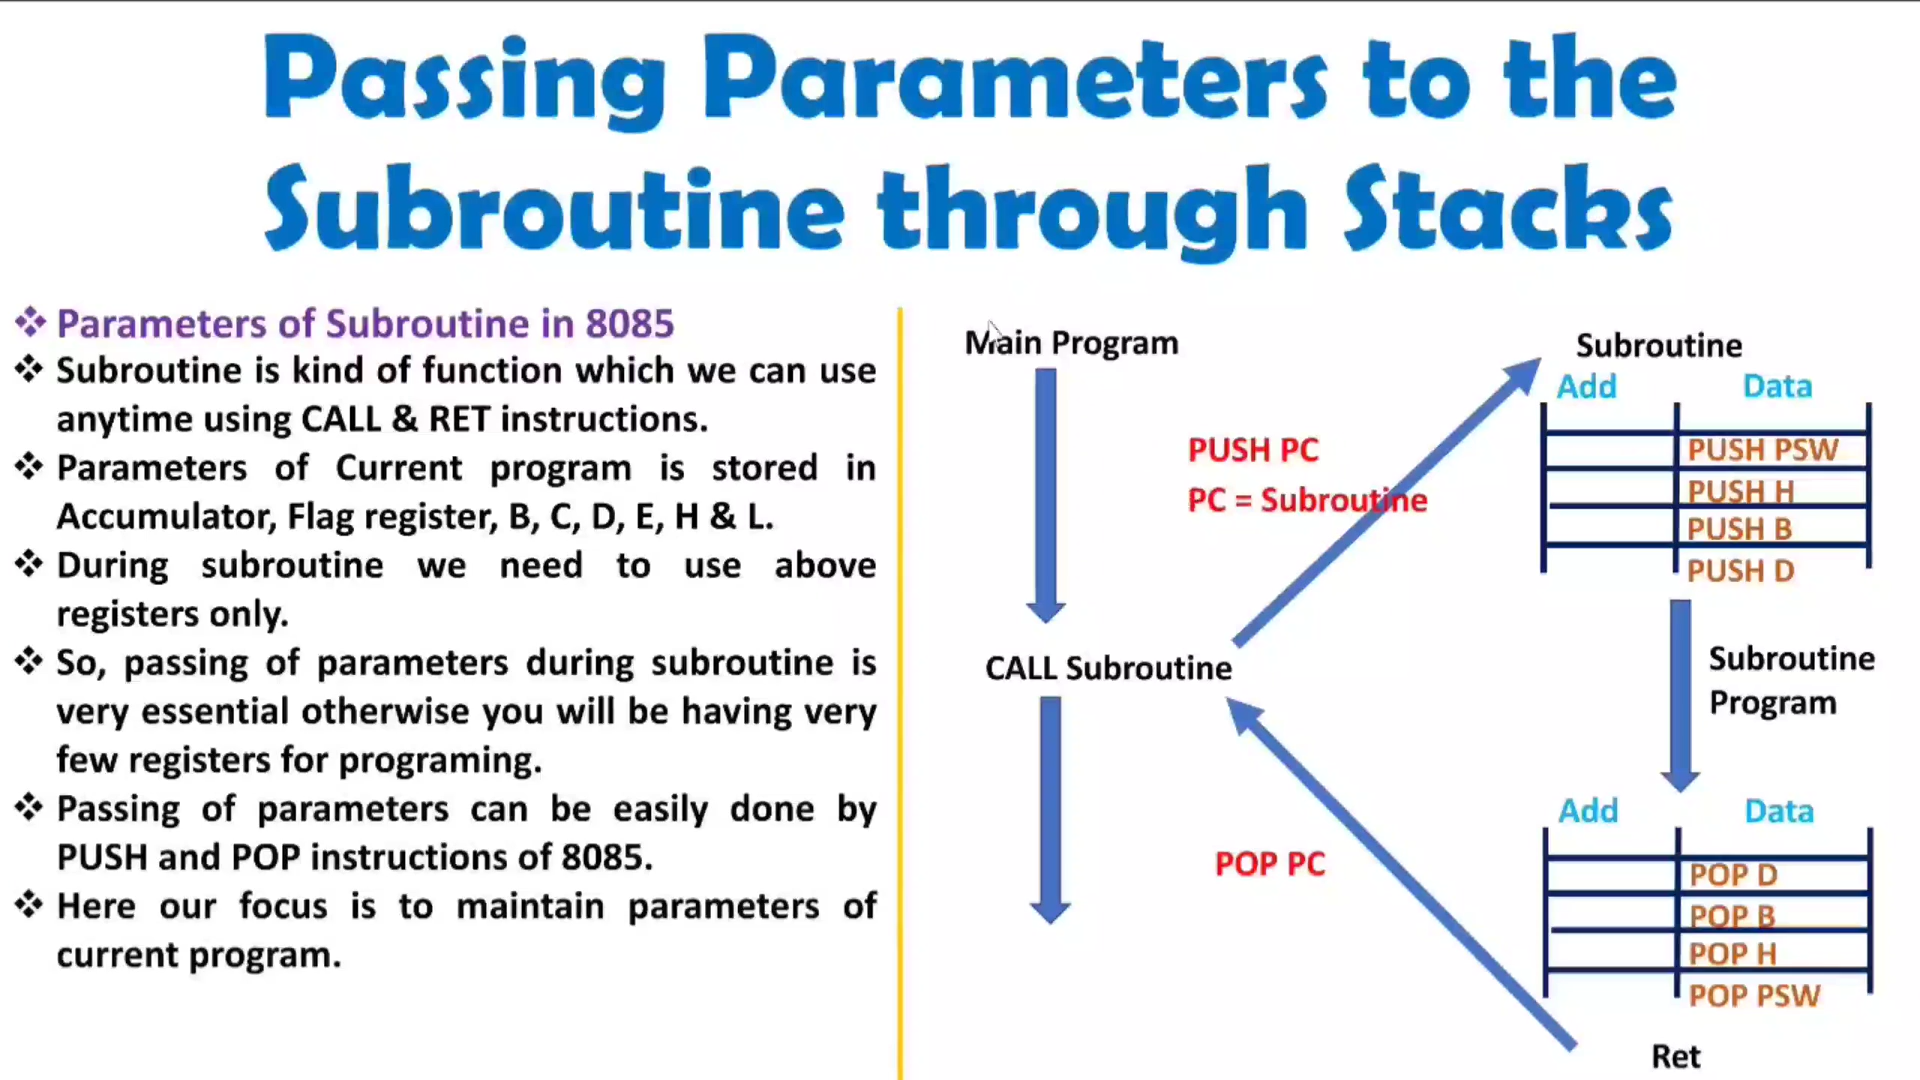 Passing Parameters to the
Subroutine through Stacks
❖ Parameters of Subroutine in 8085
❖ Subroutine is kind of function which we can use
anytime using CALL & RET instructions.
❖ Parameters of Current program is stored in
Accumulator, Flag register, B, C, D, E, H & L.
❖ During subroutine we need to use above
registers only.
❖ So, passing of parameters during subroutine is
very essential otherwise you will be having very
few registers for programing.
❖ Passing of parameters can be easily done by
PUSH and POP instructions of 8085.
❖ Here our focus is to maintain parameters of
current program.
Main Program
PUSH PC
PC = Subroutine
CALL Subroutine
POP PC
Subroutine
Add Data
PUSH PSW
PUSH H
PUSH B
PUSH D
Subroutine
Program
Add Data
POP D
POP B
POP H
POP PSW
Ret